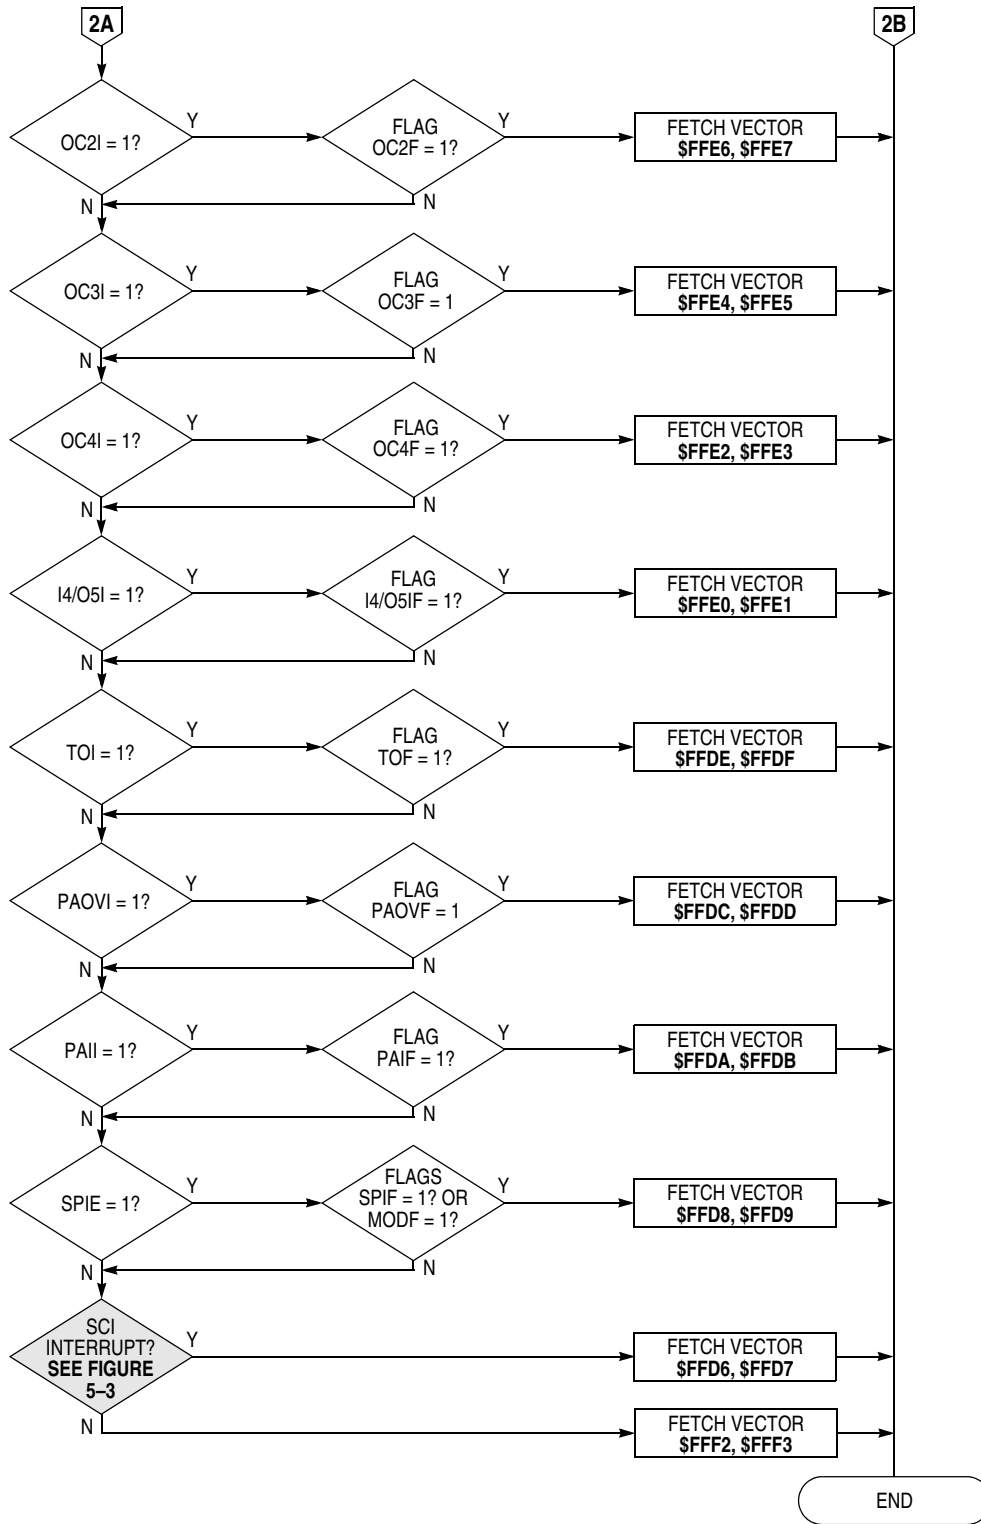 2A
2B
OC2I = 1?
Y
FLAG
OC2F = 1?
Y
FETCH VECTOR
$FFE6, $FFE7
N
N
OC3I = 1?
Y
FLAG
OC3F = 1
Y
FETCH VECTOR
$FFE4, $FFE5
N
N
OC4I = 1?
Y
FLAG
OC4F = 1?
Y
FETCH VECTOR
$FFE2, $FFE3
N
N
I4/O5I = 1?
Y
FLAG
I4/O5IF = 1?
Y
FETCH VECTOR
$FFE0, $FFE1
N
N
TOI = 1?
Y
FLAG
TOF = 1?
Y
FETCH VECTOR
$FFDE, $FFDF
N
N
PAOVI = 1?
Y
FLAG
PAOVF = 1
Y
FETCH VECTOR
$FFDC, $FFDD
N
N
PAII = 1?
Y
FLAG
PAIF = 1?
Y
FETCH VECTOR
$FFDA, $FFDB
N
N
SPIE = 1?
Y
FLAGS
SPIF = 1? OR
MODF = 1?
Y
FETCH VECTOR
$FFD8, $FFD9
N
N
SCI
INTERRUPT?
SEE FIGURE
5–3
Y
FETCH VECTOR
$FFD6, $FFD7
N
FETCH VECTOR
$FFF2, $FFF3
END